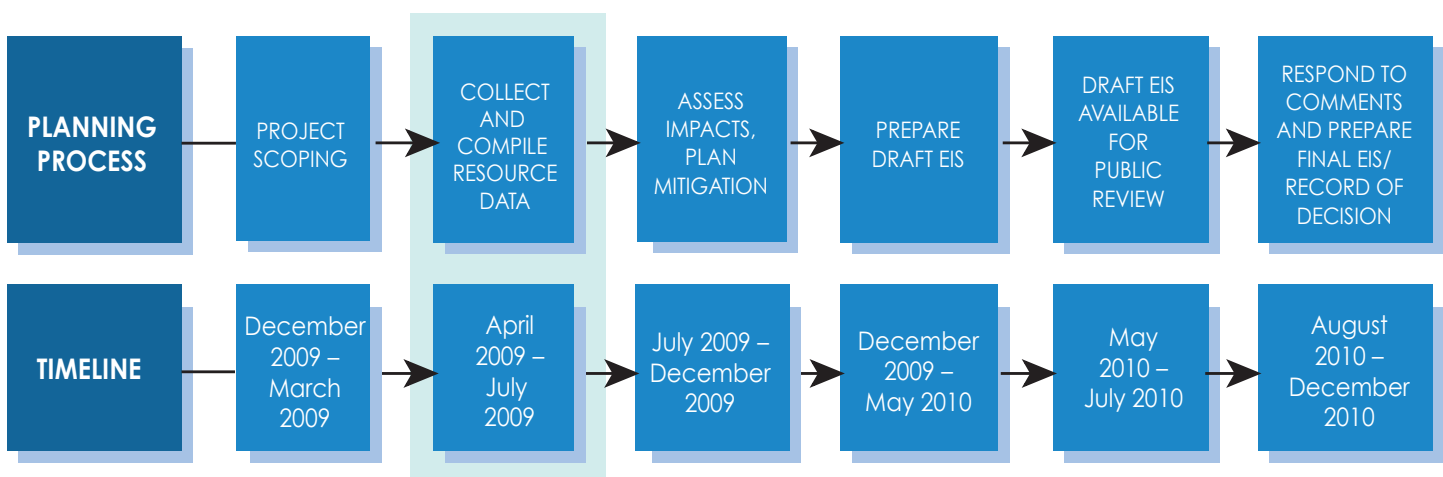 PLANNING
PROCESS
PROJECT
SCOPING
COLLECT
AND
COMPILE
RESOURCE
DATA
ASSESS
IMPACTS,
PLAN
MITIGATION
PREPARE
DRAFT EIS
DRAFT EIS
AVAILABLE
FOR
PUBLIC
REVIEW
RESPOND TO
COMMENTS
AND PREPARE
FINAL EIS/
RECORD OF
DECISION
TIMELINE
December
2009 –
March
2009
April
2009 –
July
2009
July 2009 –
December
2009
December
2009 –
May 2010
May
2010 –
July 2010
August
2010 –
December
2010